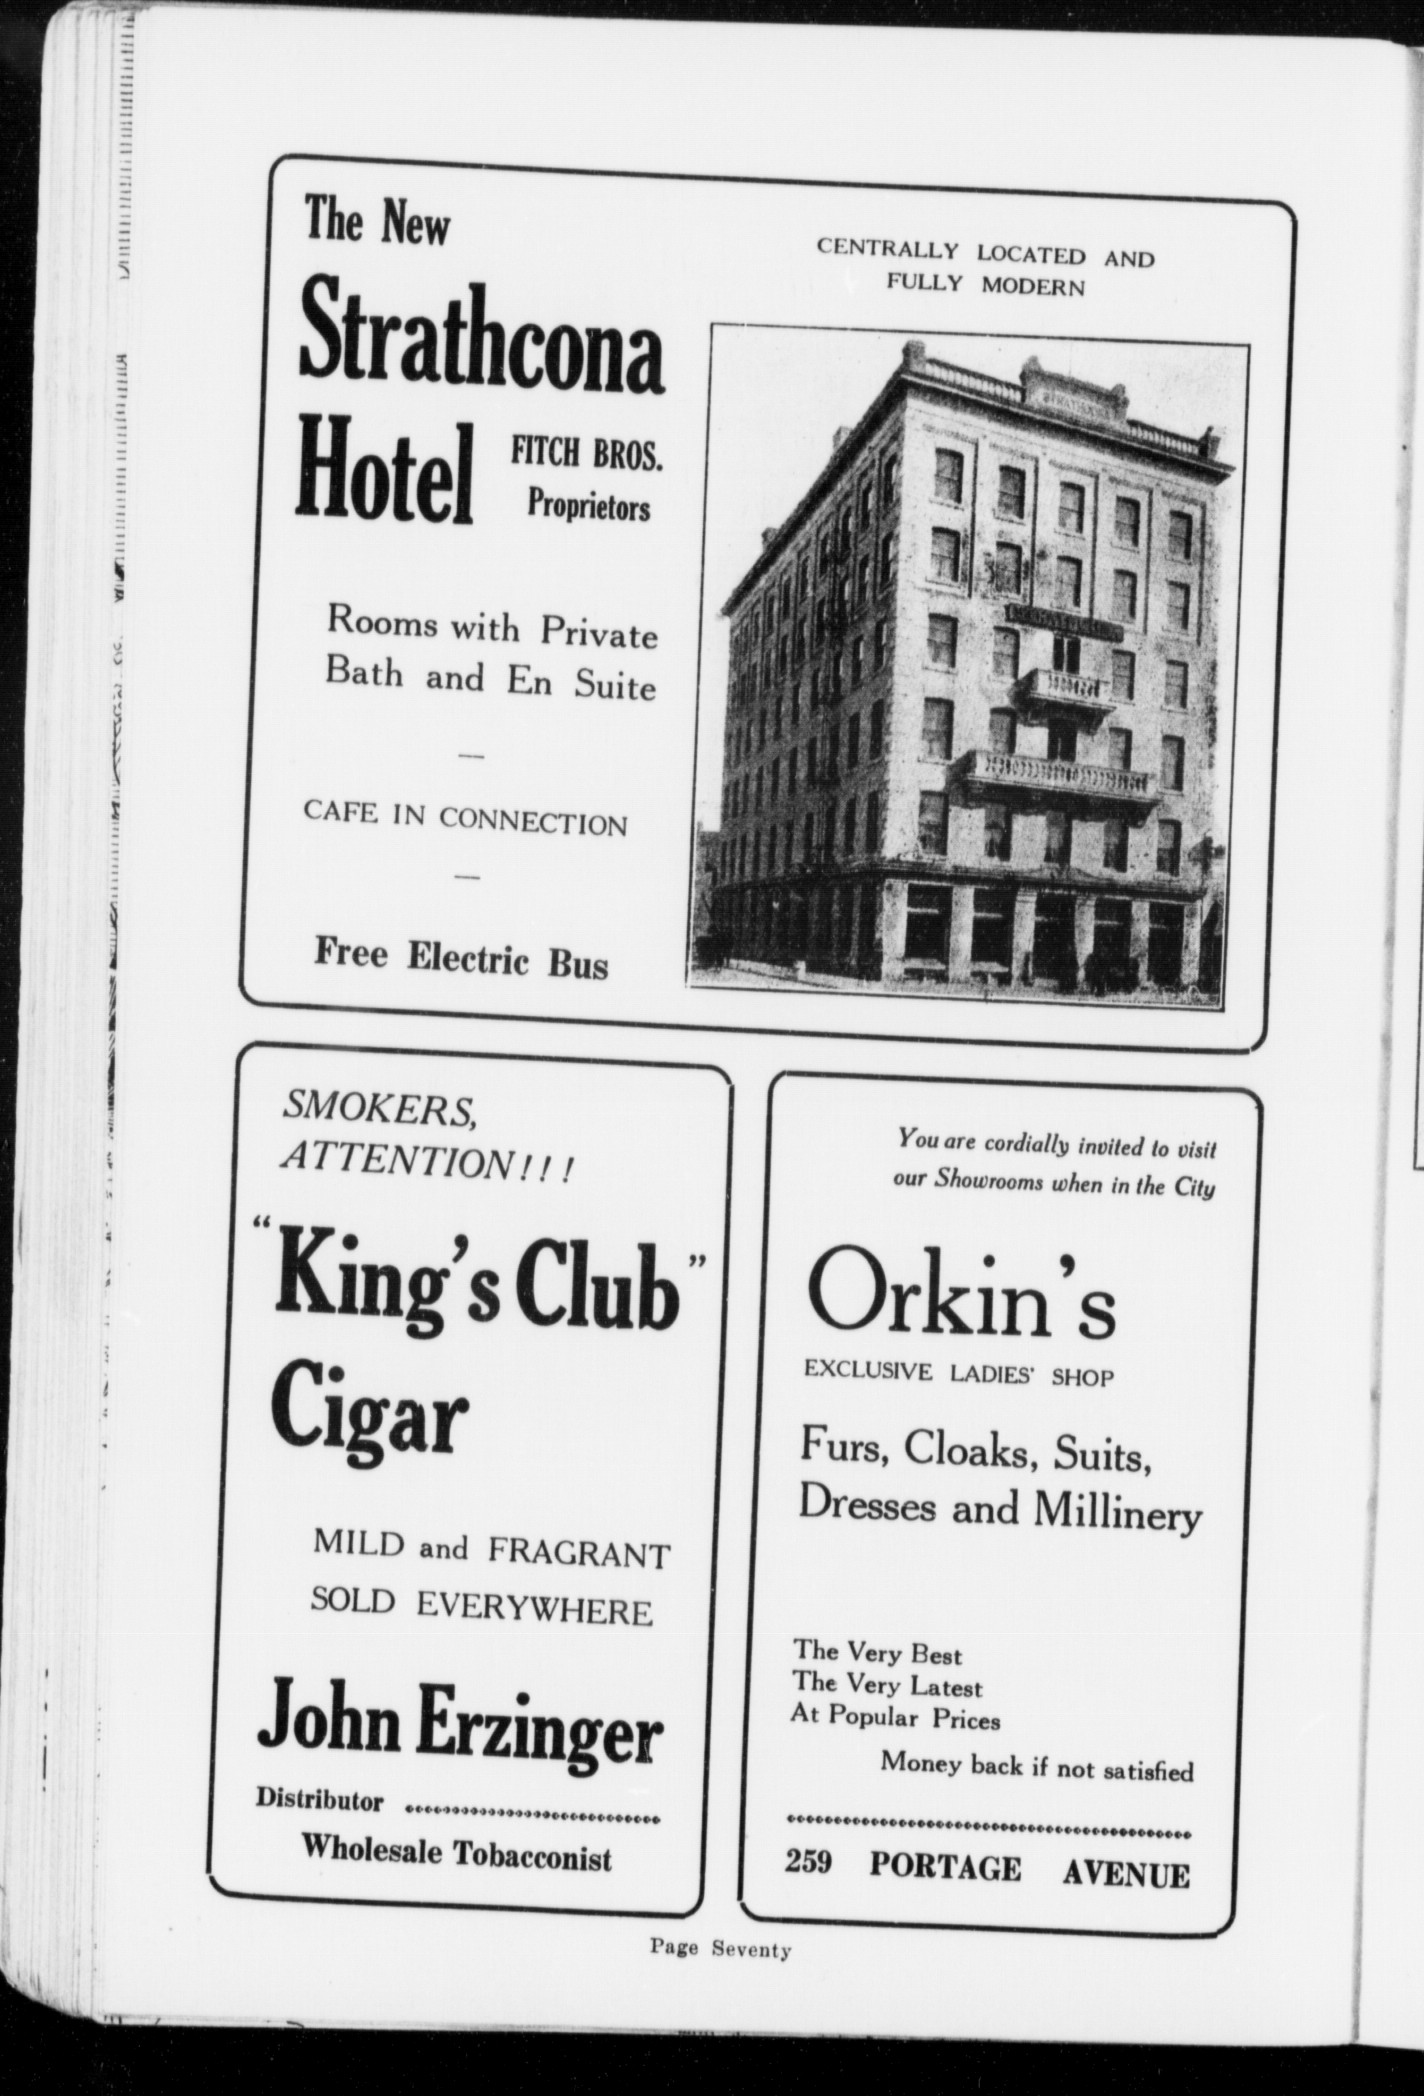 The New
Strathcona
Hotel
FITCH BROS.
Proprietors
Rooms with Private
Bath and En Suite
CAFE IN CONNECTION
Free Electric Bus
CENTRALLY LOCATED AND
FULLY MODERN
SMOKERS,
ATTENTION!!!
"King's Club"
Cigar
MILD and FRAGRANT
SOLD EVERYWHERE
John Erzinger
Distributor
Wholesale Tobacconist
You are cordially invited to visit
our Showrooms when in the City
Orkin's
EXCLUSIVE LADIES' SHOP
Furs, Cloaks, Suits,
Dresses and Millinery
The Very Best
The Very Latest
At Popular Prices
Money back if not satisfied
259 PORTAGE AVENUE
Page Seventy